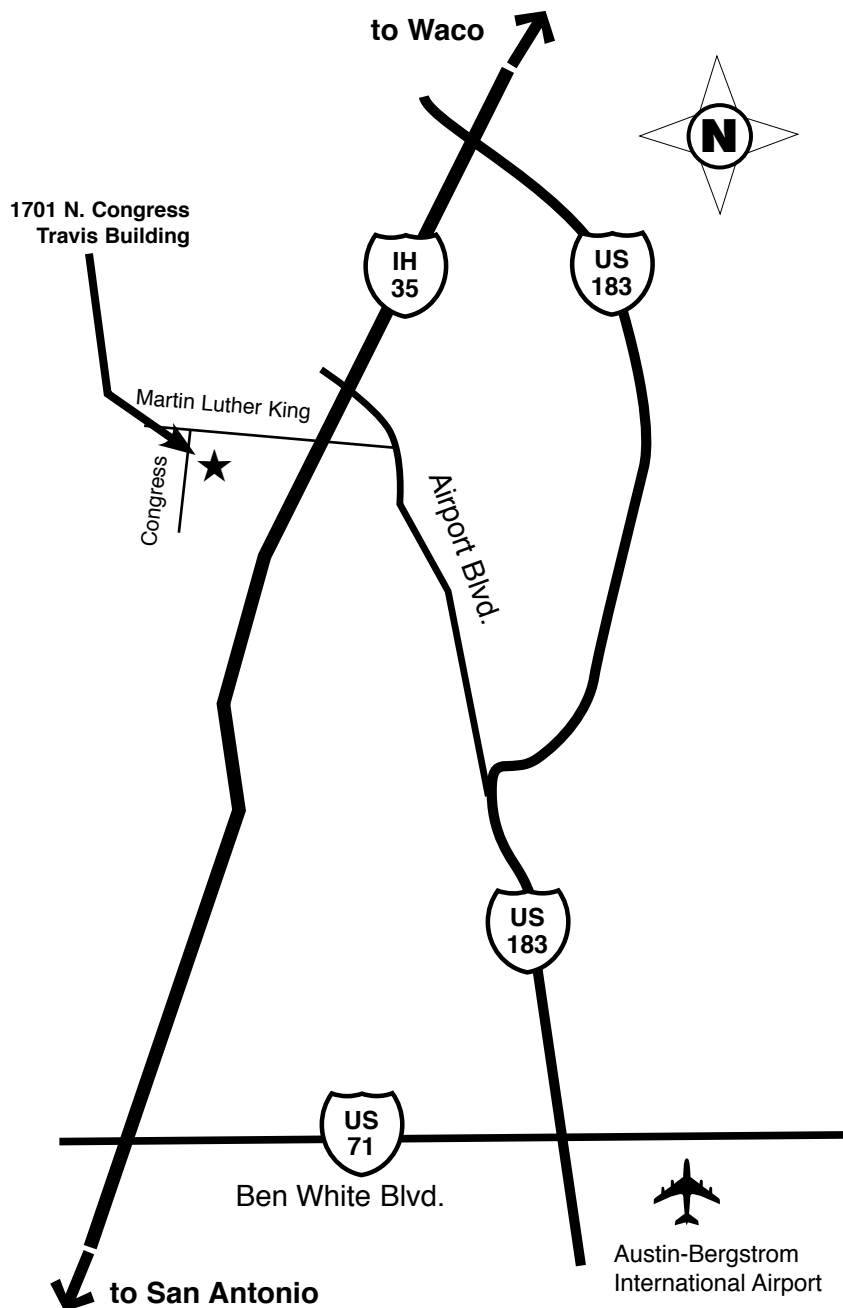 to Waco
N
1701 N. Congress
Travis Building
IH
35
US
183
Martin Luther King
Congress
Airport Blvd.
US
183
US
71
Ben White Blvd.
Austin-Bergstrom
International Airport
to San Antonio